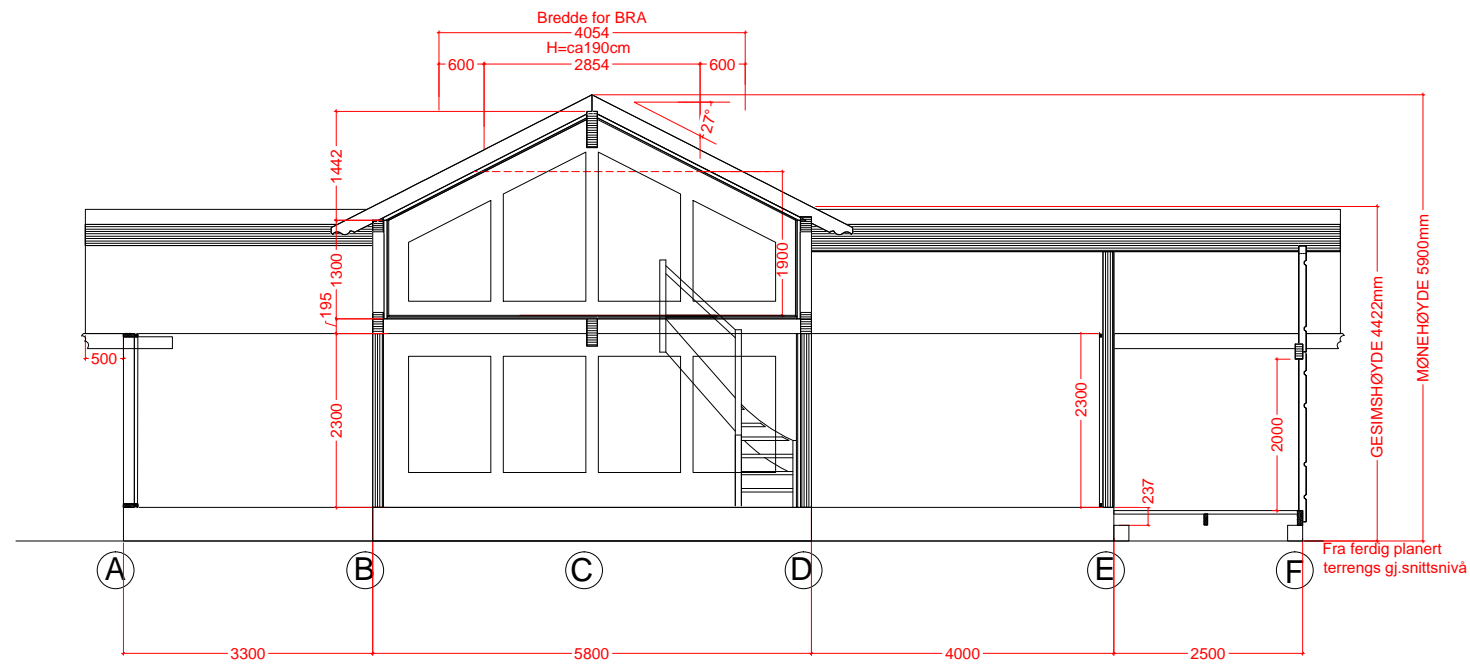 Bredde for BRA
4054
H=ca190cm
600
2854
600
27°
1442
1900
1300
195
500
2300
2300
2000
237
GESIMSHØYDE 4422mm
MØNEHØYDE 5900mm
Fra ferdig planert
terrengs gj.snittsnivå
A
B
C
D
E
F
3300
5800
4000
2500